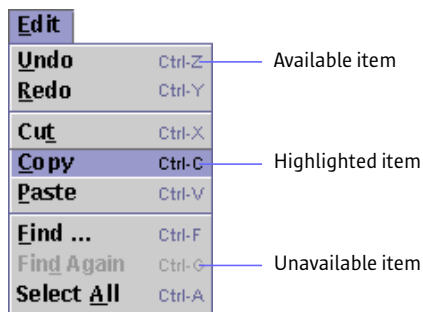 Edit
Undo Ctrl-Z Available item
Redo Ctrl-Y
Cut Ctrl-X
Copy Ctrl-C Highlighted item
Paste Ctrl-V
Find ... Ctrl-F
Find Again Ctrl-G Unavailable item
Select All Ctrl-A